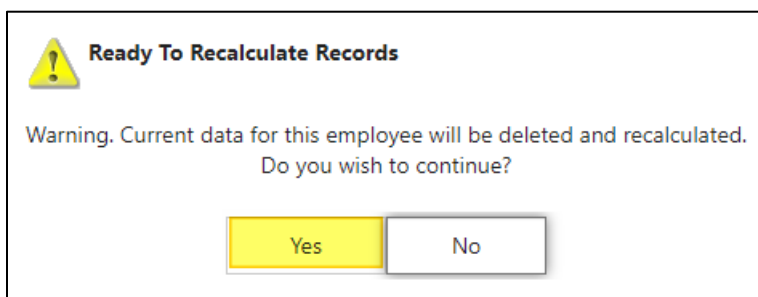 Ready To Recalculate Records
Warning. Current data for this employee will be deleted and recalculated.
Do you wish to continue?
Yes
No